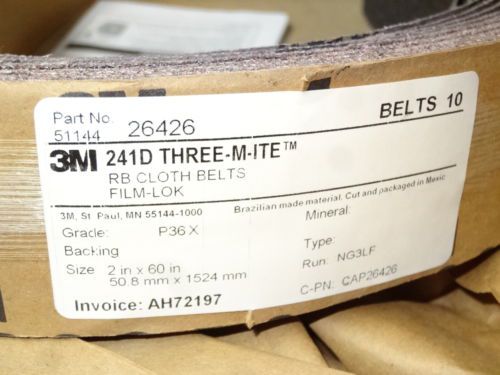 Part No. 26426 BELTS 10
51144
3M 241D THREE-M-ITE™
RB CLOTH BELTS
FILM-LOK
3M, St. Paul, MN 55144-1000 Brazilian made material, Cut and packaged in Mexic
Grade: P36 X Mineral:
Backing Type:
Size 2 in x 60 in Run: NG3LF
50.8 mm x 1524 mm C-PN: CAP26426
Invoice: AH72197